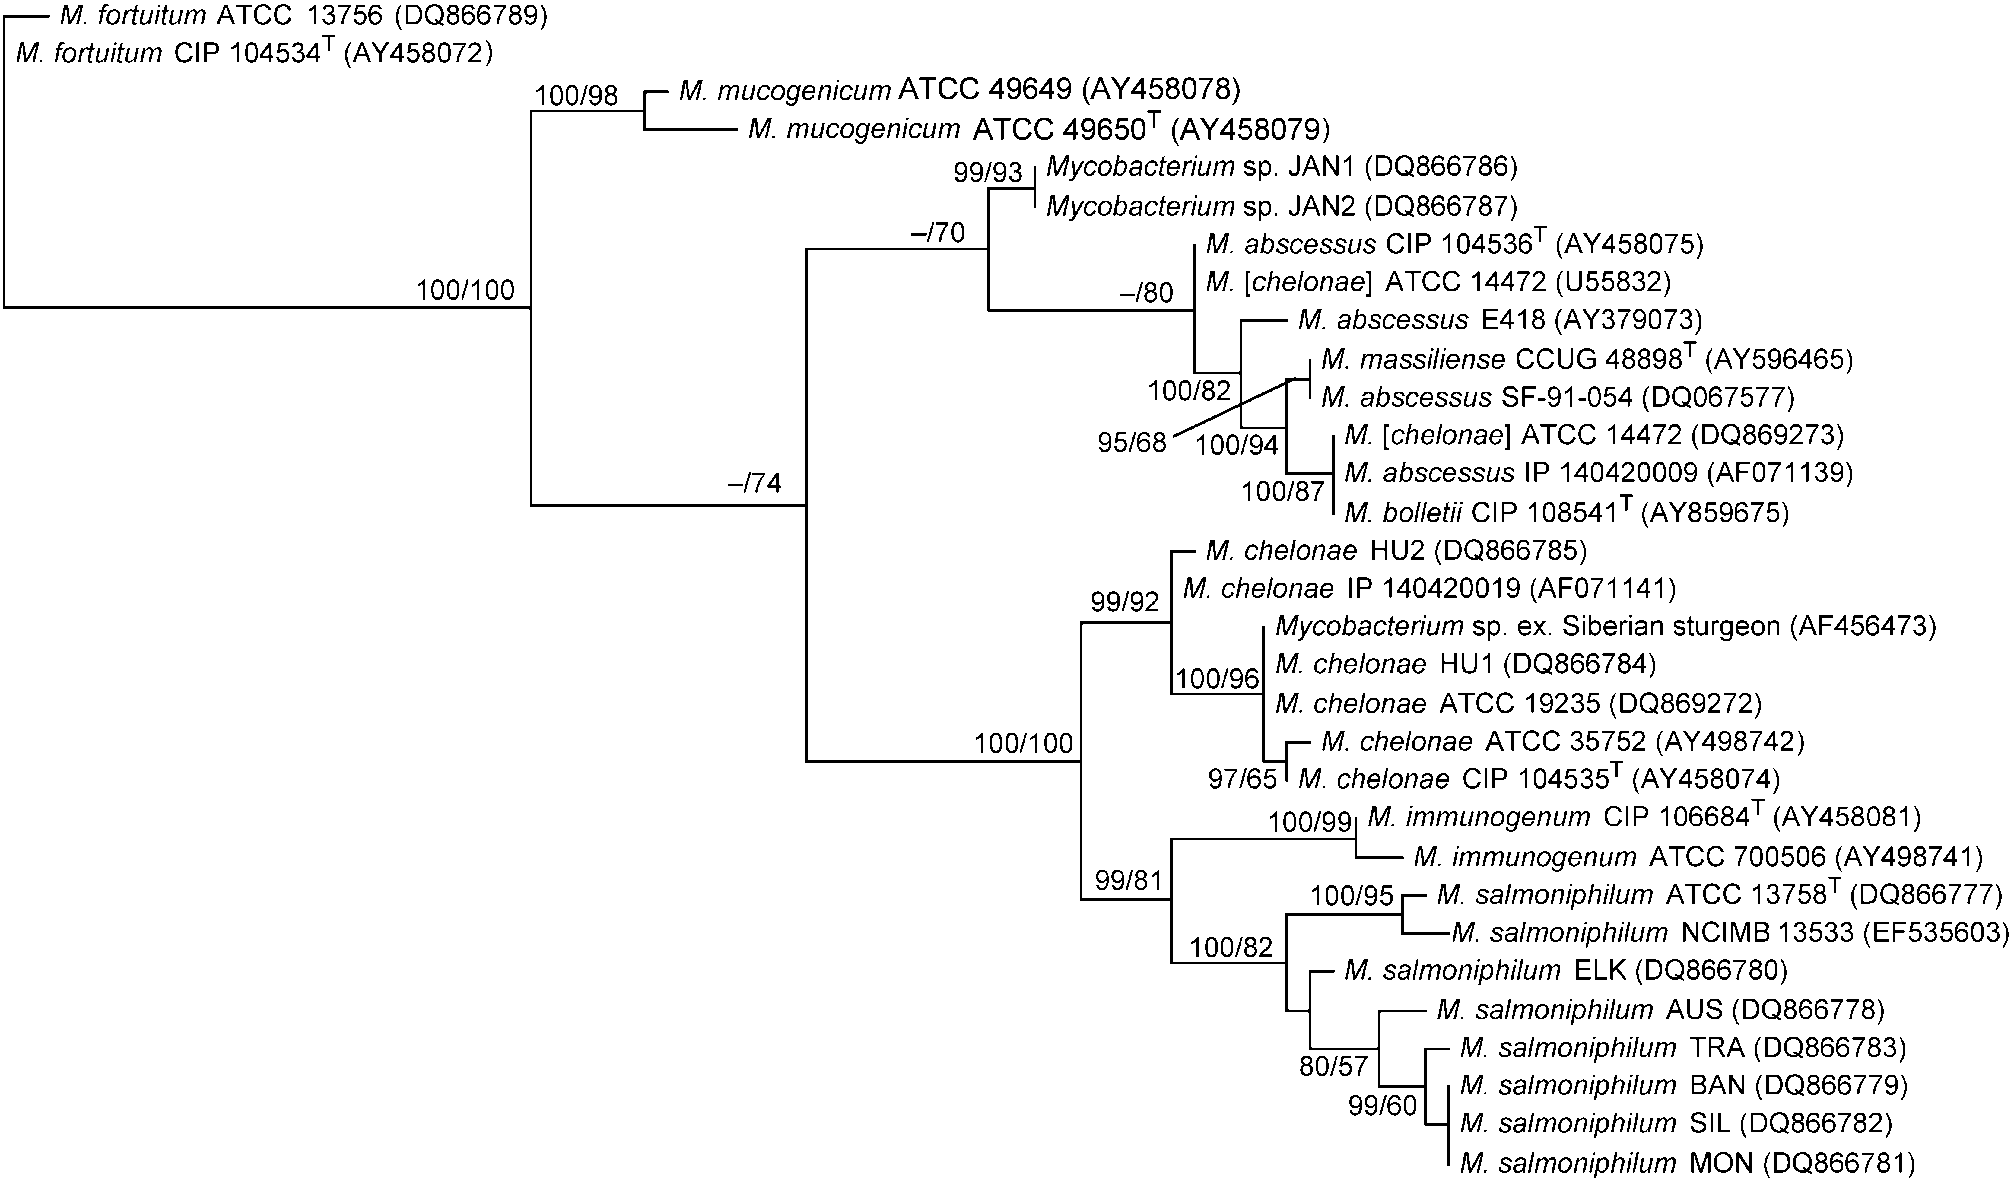 M. fortuitum ATCC 13756 (DQ866789)
M. fortuitum CIP 104534T (AY458072)
100/98
M. mucogenicum ATCC 49649 (AY458078)
M. mucogenicum ATCC 49650T (AY458079)
99/93
Mycobacterium sp. JAN1 (DQ866786)
Mycobacterium sp. JAN2 (DQ866787)
–/70
M. abscessus CIP 104536T (AY458075)
M. [chelonae] ATCC 14472 (U55832)
100/100
–/80
M. abscessus E418 (AY379073)
M. massiliense CCUG 48898T (AY596465)
100/82
M. abscessus SF-91-054 (DQ067577)
95/68
100/94
M. [chelonae] ATCC 14472 (DQ869273)
M. abscessus IP 140420009 (AF071139)
–/74
100/87
M. bolletii CIP 108541T (AY859675)
M. chelonae HU2 (DQ866785)
M. chelonae IP 140420019 (AF071141)
99/92
Mycobacterium sp. ex. Siberian sturgeon (AF456473)
M. chelonae HU1 (DQ866784)
100/96
M. chelonae ATCC 19235 (DQ869272)
100/100
M. chelonae ATCC 35752 (AY498742)
97/65
M. chelonae CIP 104535T (AY458074)
100/99
M. immunogenum CIP 106684T (AY458081)
M. immunogenum ATCC 700506 (AY498741)
99/81
100/95
M. salmoniphilum ATCC 13758T (DQ866777)
M. salmoniphilum NCIMB 13533 (EF535603)
100/82
M. salmoniphilum ELK (DQ866780)
M. salmoniphilum AUS (DQ866778)
M. salmoniphilum TRA (DQ866783)
80/57
M. salmoniphilum BAN (DQ866779)
99/60
M. salmoniphilum SIL (DQ866782)
M. salmoniphilum MON (DQ866781)